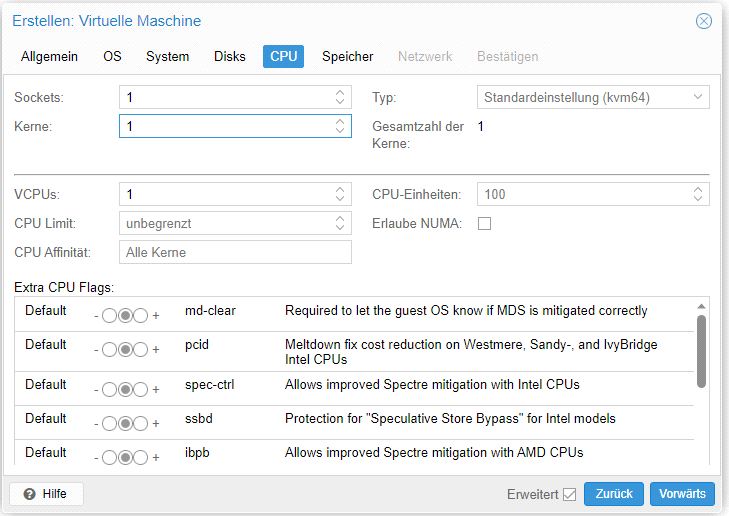 Erstellen: Virtuelle Maschine
Allgemein OS System Disks CPU Speicher Netzwerk Bestätigen
Sockets: 1 Typ: Standardeinstellung (kvm64)
Kerne: 1 Gesamtzahl der Kerne: 1
VCPUs: 1 CPU-Einheiten: 100
CPU Limit: unbegrenzt Erlaube NUMA:
CPU Affinität: Alle Kerne
Extra CPU Flags:
Default - + md-clear Required to let the guest OS know if MDS is mitigated correctly
Default - + pcid Meltdown fix cost reduction on Westmere, Sandy-, and IvyBridge
Intel CPUs
Default - + spec-ctrl Allows improved Spectre mitigation with Intel CPUs
Default - + ssbd Protection for "Speculative Store Bypass" for Intel models
Default - + ibpb Allows improved Spectre mitigation with AMD CPUs
Hilfe Erweitert Zurück Vorwärts